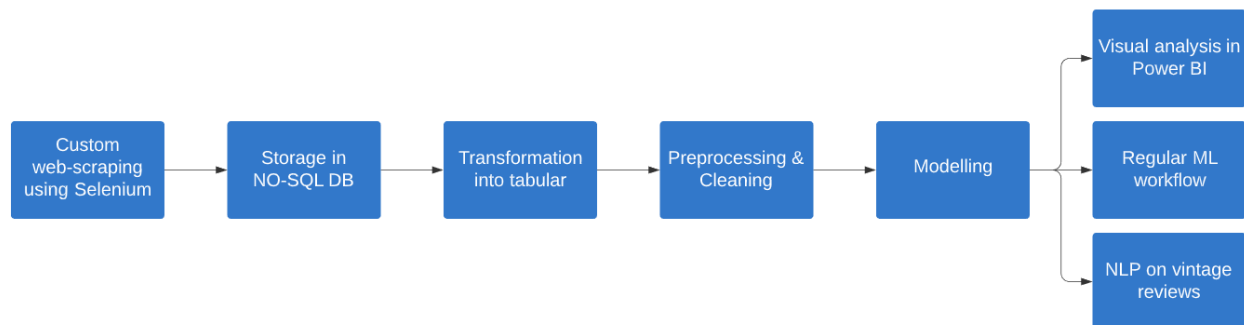 Custom
web-scraping
using Selenium
Storage in
NO-SQL DB
Transformation
into tabular
Preprocessing &
Cleaning
Modelling
Visual analysis in
Power BI
Regular ML
workflow
NLP on vintage
reviews